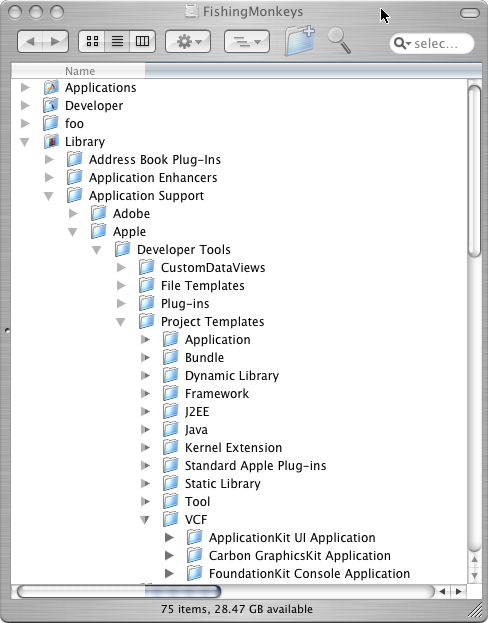 FishingMonkeys
selec...
Name
Applications
Developer
foo
Library
Address Book Plug-Ins
Application Enhancers
Application Support
Adobe
Apple
Developer Tools
CustomDataViews
File Templates
Plug-ins
Project Templates
Application
Bundle
Dynamic Library
Framework
J2EE
Java
Kernel Extension
Standard Apple Plug-ins
Static Library
Tool
VCF
ApplicationKit UI Application
Carbon GraphicsKit Application
FoundationKit Console Application
75 items, 28.47 GB available